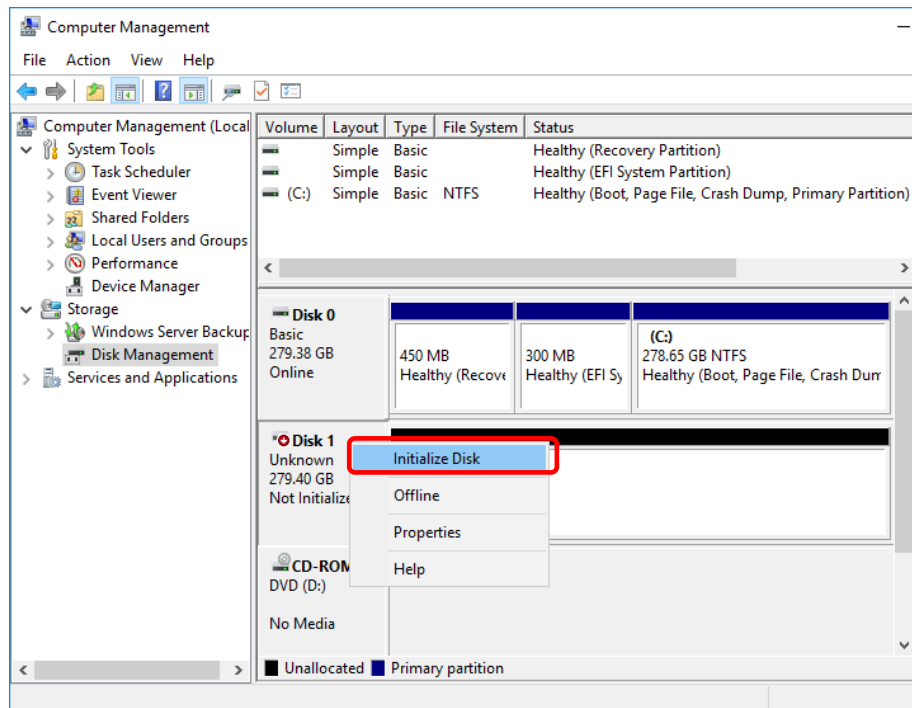 Computer Management
File Action View Help
Computer Management (Local
System Tools
Task Scheduler
Event Viewer
Shared Folders
Local Users and Groups
Performance
Device Manager
Storage
Windows Server Backup
Disk Management
Services and Applications
Volume Layout Type File System Status
Simple Basic Healthy (Recovery Partition)
Simple Basic Healthy (EFI System Partition)
(C:) Simple Basic NTFS Healthy (Boot, Page File, Crash Dump, Primary Partition)
Disk 0
Basic
279.38 GB
Online
450 MB
Healthy (Recove
300 MB
Healthy (EFI Sy
(C:)
278.65 GB NTFS
Healthy (Boot, Page File, Crash Dum
Disk 1
Unknown
279.40 GB
Not Initialize
Initialize Disk
Offline
Properties
Help
CD-ROM
DVD (D:)
No Media
Unallocated Primary partition